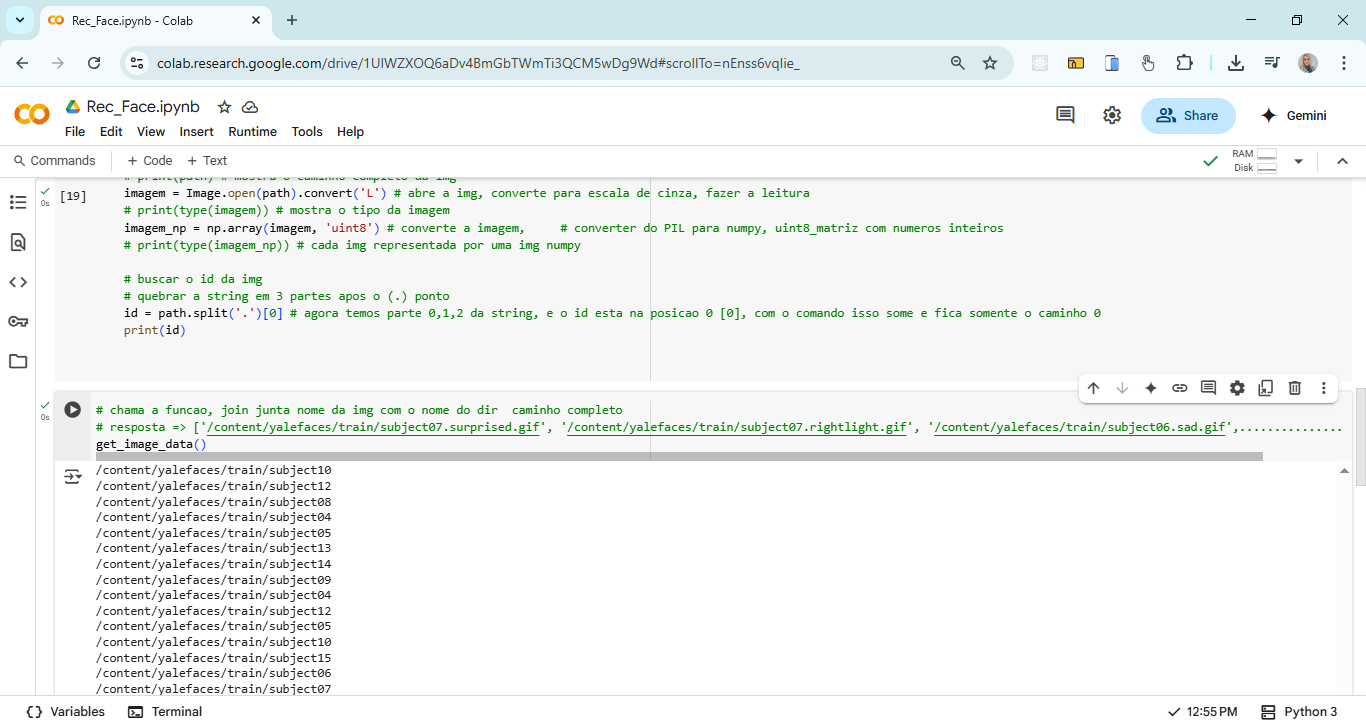 Rec_Face.ipynb - Colab
colab.research.google.com/drive/1UIWZXOQ6aDv4BmGbTWmTi3QCM5wDg9Wd#scrollTo=nEnss6vqlie_
Rec_Face.ipynb
File Edit View Insert Runtime Tools Help
Share
Gemini
Commands + Code + Text
RAM
Disk
# print(path) # mostra o caminho completo da img
[19]
0s
imagem = Image.open(path).convert('L') # abre a img, converte para escala de cinza, fazer a leitura
# print(type(imagem)) # mostra o tipo da imagem
imagem_np = np.array(imagem, 'uint8') # converte a imagem, # converter do PIL para numpy, uint8_matriz com numeros inteiros
# print(type(imagem_np)) # cada img representada por uma img numpy
# buscar o id da img
# quebrar a string em 3 partes apos o (.) ponto
id = path.split('.')[0] # agora temos parte 0,1,2 da string, e o id esta na posicao 0 [0], com o comando isso some e fica somente o caminho 0
print(id)
0s
# chama a funcao, join junta nome da img com o nome do dir  caminho completo
# resposta => ['/content/yalefaces/train/subject07.surprised.gif', '/content/yalefaces/train/subject07.rightlight.gif', '/content/yalefaces/train/subject06.sad.gif',...............
get_image_data()
/content/yalefaces/train/subject10
/content/yalefaces/train/subject12
/content/yalefaces/train/subject08
/content/yalefaces/train/subject04
/content/yalefaces/train/subject05
/content/yalefaces/train/subject13
/content/yalefaces/train/subject14
/content/yalefaces/train/subject09
/content/yalefaces/train/subject04
/content/yalefaces/train/subject12
/content/yalefaces/train/subject05
/content/yalefaces/train/subject10
/content/yalefaces/train/subject15
/content/yalefaces/train/subject06
/content/yalefaces/train/subject07
Variables Terminal
12:55 PM Python 3